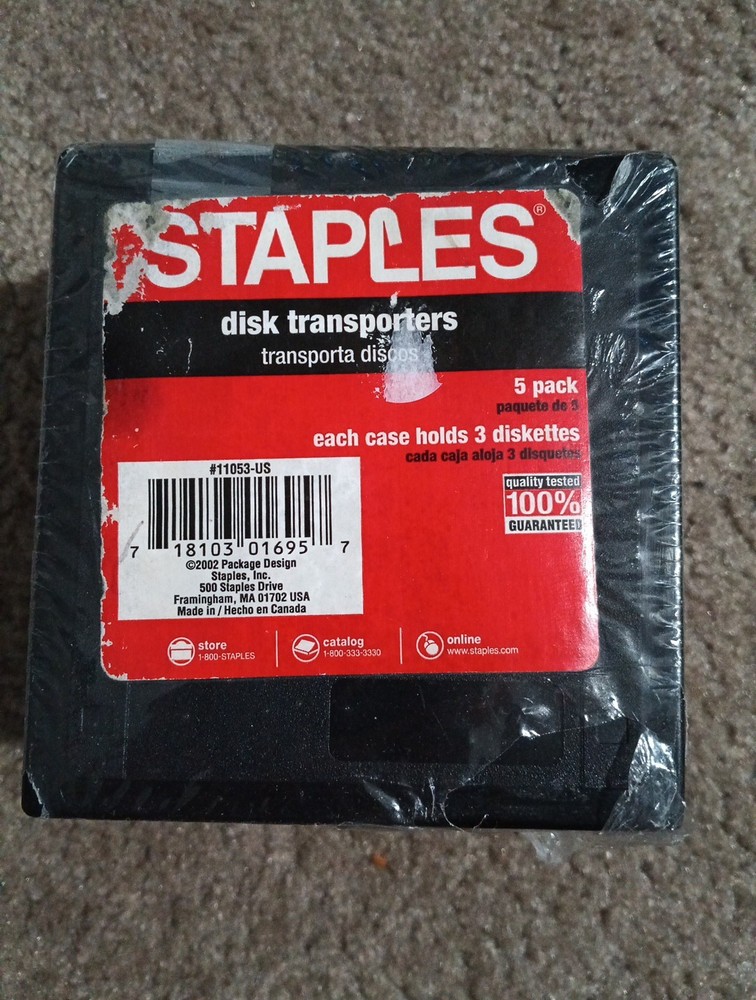 STAPLES®
disk transporters
transporta discos
5 pack
paquete de 5
each case holds 3 diskettes
cada caja aloja 3 disquetes
quality tested
100%
GUARANTEED
#11053-US
7 18103 01695 7
©2002 Package Design
Staples, Inc.
500 Staples Drive
Framingham, MA 01702 USA
Made in / Hecho en Canada
store
1-800-STAPLES
catalog
1-800-333-3330
online
www.staples.com